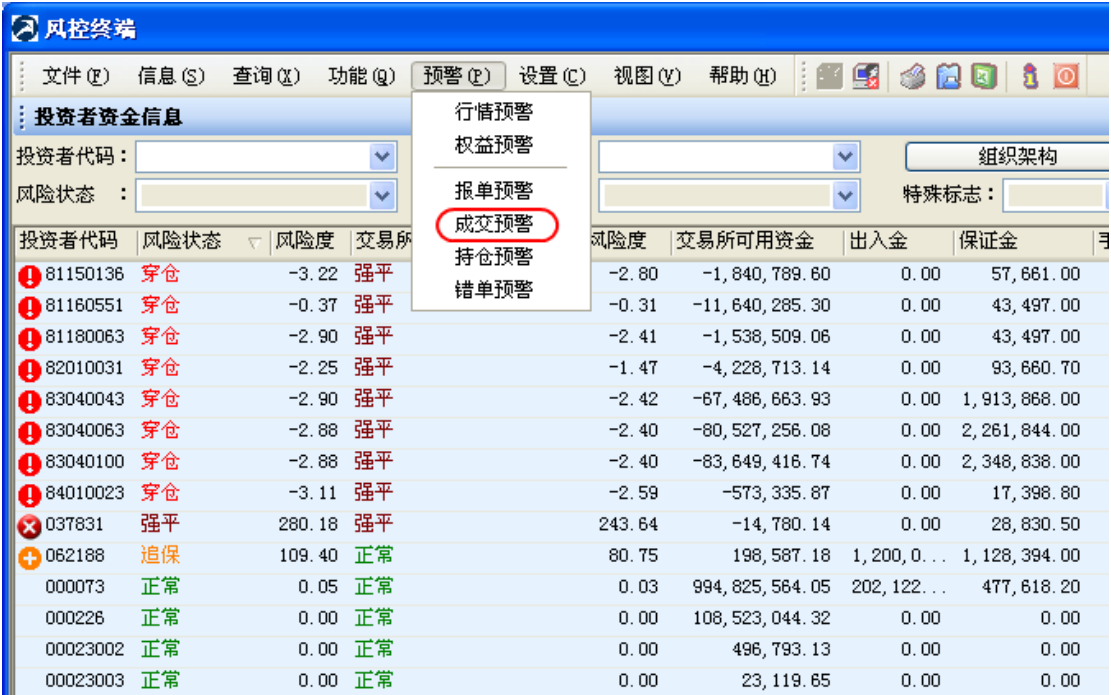 风控终端
文件(F) 信息(S) 查询(X) 功能(Q) 预警(P) 设置(C) 视图(V) 帮助(H)
投资者资金信息
行情预警
权益预警
报单预警
成交预警
持仓预警
错单预警
投资者代码： 组织架构
风险状态 ： 特殊标志：
投资者代码 风险状态 风险度 交易所 风险度 交易所可用资金 出入金 保证金
81150136 穿仓 -3.22 强平 -2.80 -1,840,789.60 0.00 57,661.00
81160551 穿仓 -0.37 强平 -0.31 -11,640,285.30 0.00 43,497.00
81180063 穿仓 -2.90 强平 -2.41 -1,538,509.06 0.00 43,497.00
82010031 穿仓 -2.25 强平 -1.47 -4,228,713.14 0.00 93,660.70
83040043 穿仓 -2.90 强平 -2.42 -67,486,663.93 0.00 1,913,868.00
83040063 穿仓 -2.88 强平 -2.40 -80,527,256.08 0.00 2,261,844.00
83040100 穿仓 -2.88 强平 -2.40 -83,649,416.74 0.00 2,348,838.00
84010023 穿仓 -3.11 强平 -2.59 -573,335.87 0.00 17,398.80
037831 强平 280.18 强平 243.64 -14,780.14 0.00 28,830.50
062188 追保 109.40 正常 80.75 198,587.18 1,200,0... 1,128,394.00
000073 正常 0.05 正常 0.03 994,825,564.05 202,122... 477,618.20
000226 正常 0.00 正常 0.00 108,523,044.32 0.00 0.00
00023002 正常 0.00 正常 0.00 496,793.13 0.00 0.00
00023003 正常 0.00 正常 0.00 23,119.65 0.00 0.00